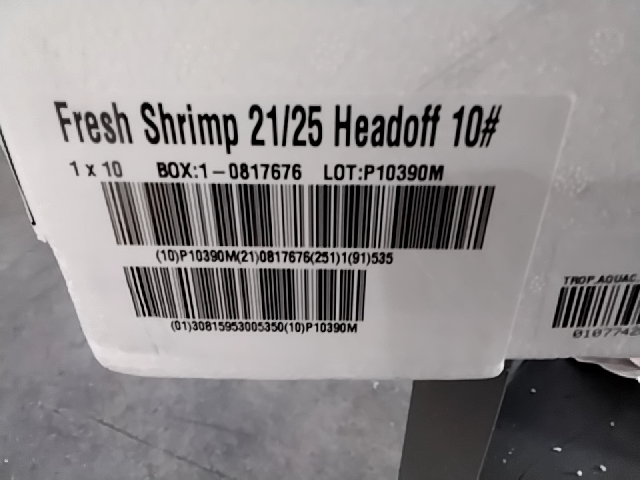 Fresh Shrimp 21/25 Headoff 10#
1 x 10 BOX:1-0817676 LOT:P10390M
(10)P10390M(21)0817676(251)1(91)535
(01)30815953005350(10)P10390M
TROP.AQUAC
0107742